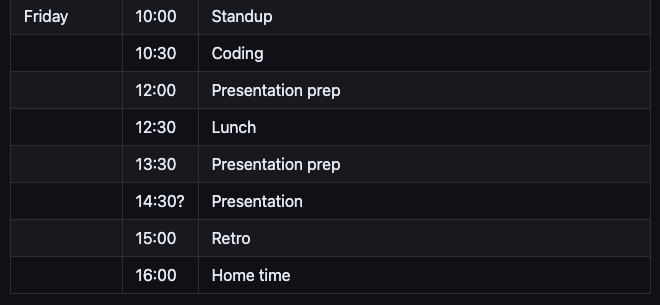 Friday 10:00 Standup
10:30 Coding
12:00 Presentation prep
12:30 Lunch
13:30 Presentation prep
14:30? Presentation
15:00 Retro
16:00 Home time